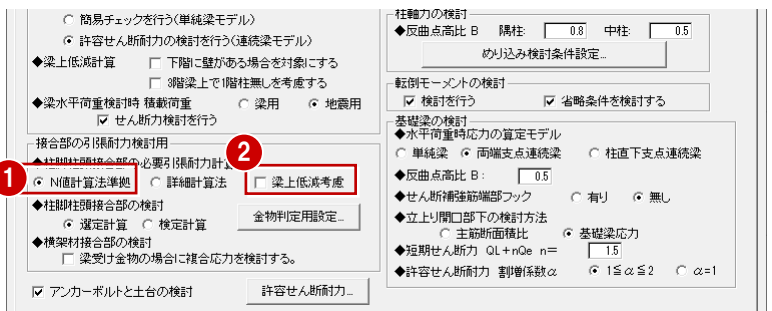 簡易チェックを行う(単純梁モデル)
許容せん断耐力の検討を行う(連続梁モデル)
◆梁上低減計算 下階に壁がある場合を対象にする
3階梁上で1階柱無しを考慮する
◆梁水平荷重検討時 積載荷重 梁用 地震用
せん断力検討を行う
接合部の引張耐力検討用
◆柱脚柱頭接合部の必要引張耐力計
1 2
N値計算法準拠 詳細計算法 梁上低減考慮
◆柱脚柱頭接合部の検討
選定計算 検定計算 金物判定用設定...
◆横架材接合部の検討
梁受け金物の場合に複合応力を検討する。
アンカーボルトと土台の検討 許容せん断耐力...
柱軸力の検討
◆反曲点高比 B 隅柱: 0.8 中柱: 0.5
めり込み検討条件設定...
転倒モーメントの検討
検討を行う 省略条件を検討する
基礎梁の検討
◆水平荷重時応力の算定モデル
単純梁 両端支点連続梁 柱直下支点連続梁
◆反曲点高比 B: 0.5
◆せん断補強筋端部フック 有り 無し
◆立上り開口部下の検討方法
主筋断面積比 基礎梁応力
◆短期せん断力 QL+nQe n= 1.5
◆許容せん断耐力 割増係数α 1≦α≦2 α=1